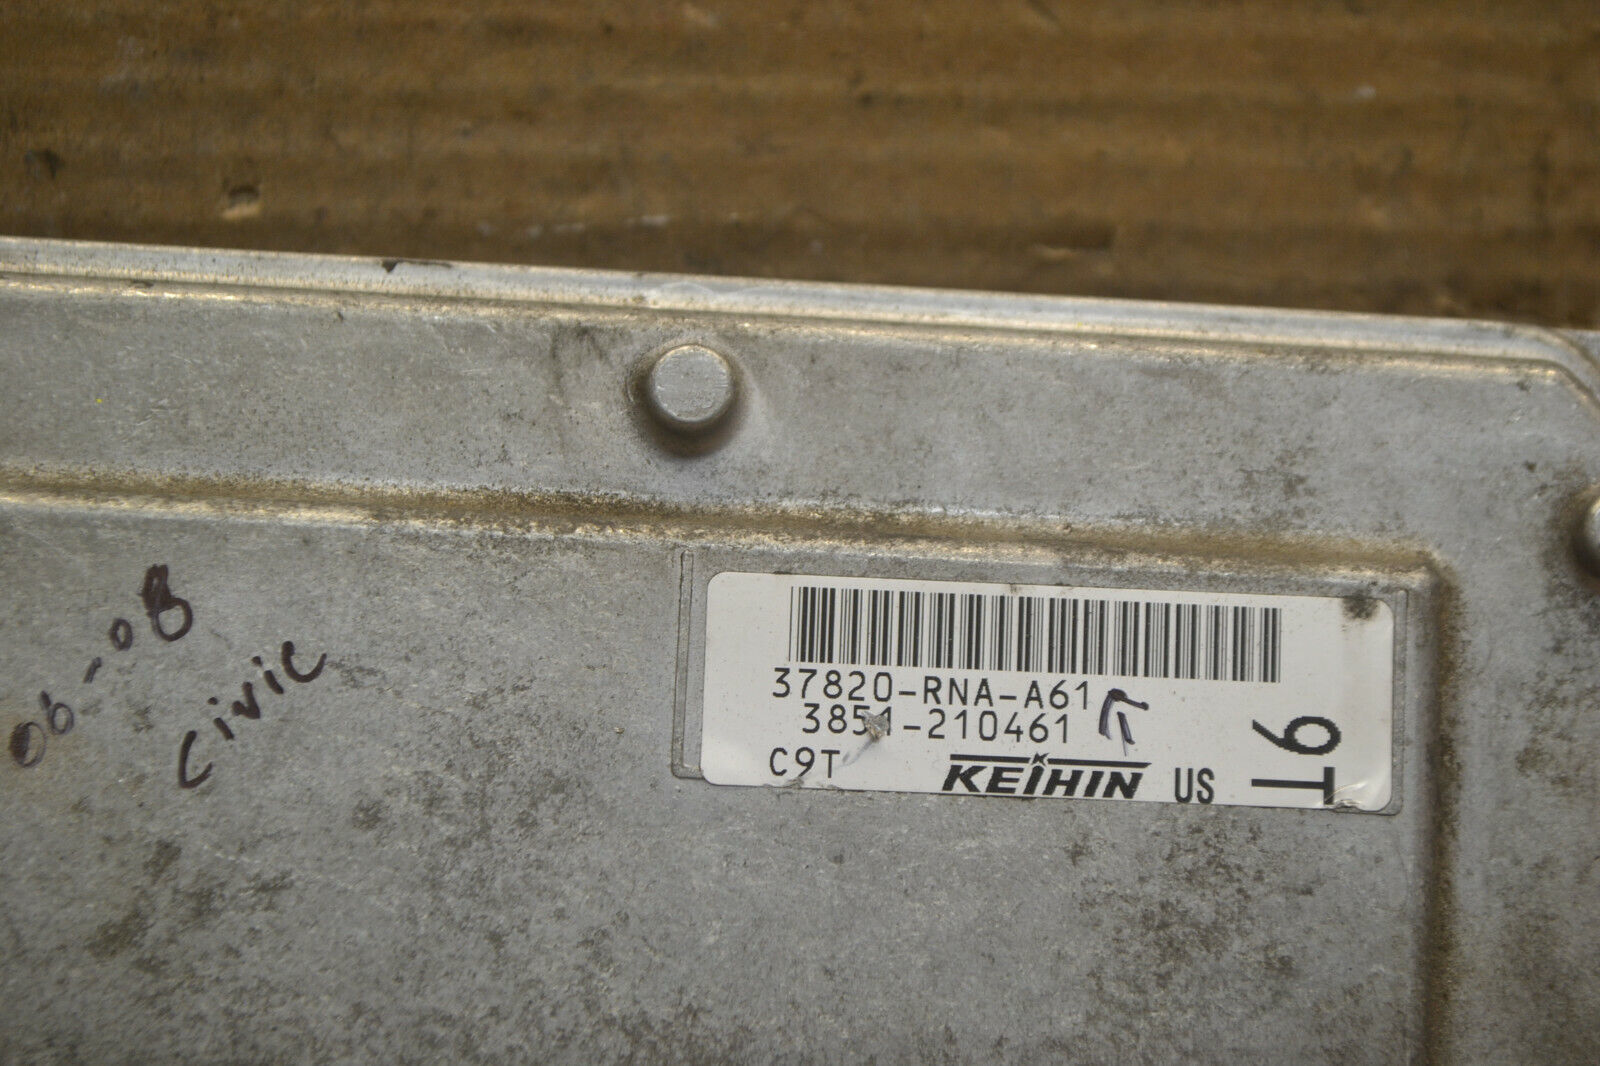 06-08
Civic
37820-RNA-A61
3851-210461
C9T KEIHIN US
9T